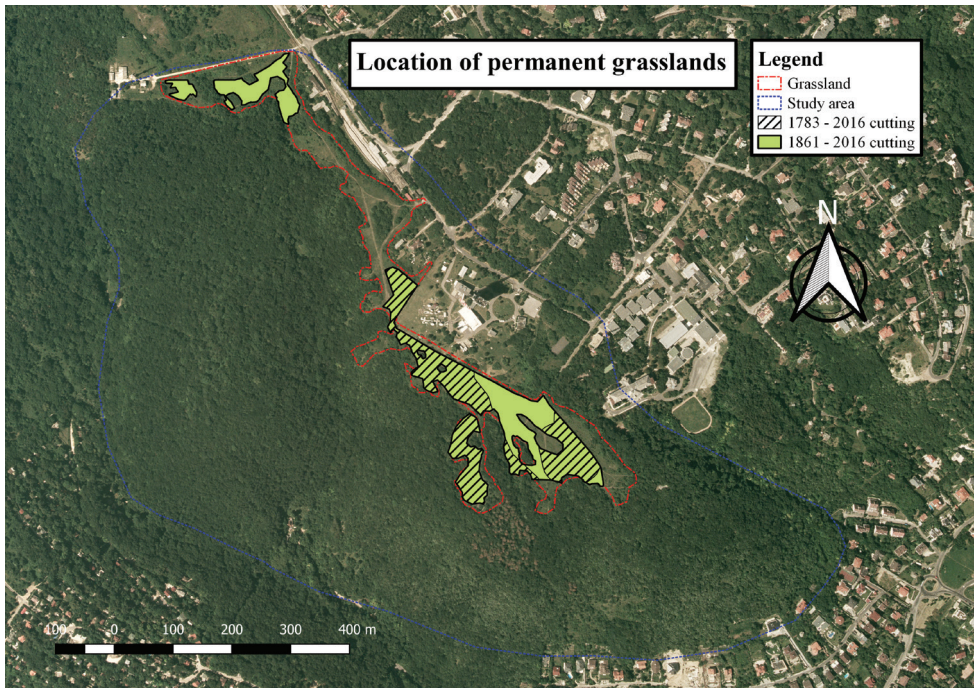 Location of permanent grasslands
Legend
Grassland
Study area
1783 - 2016 cutting
1861 - 2016 cutting
N
100 -0 100 200 300 400 m